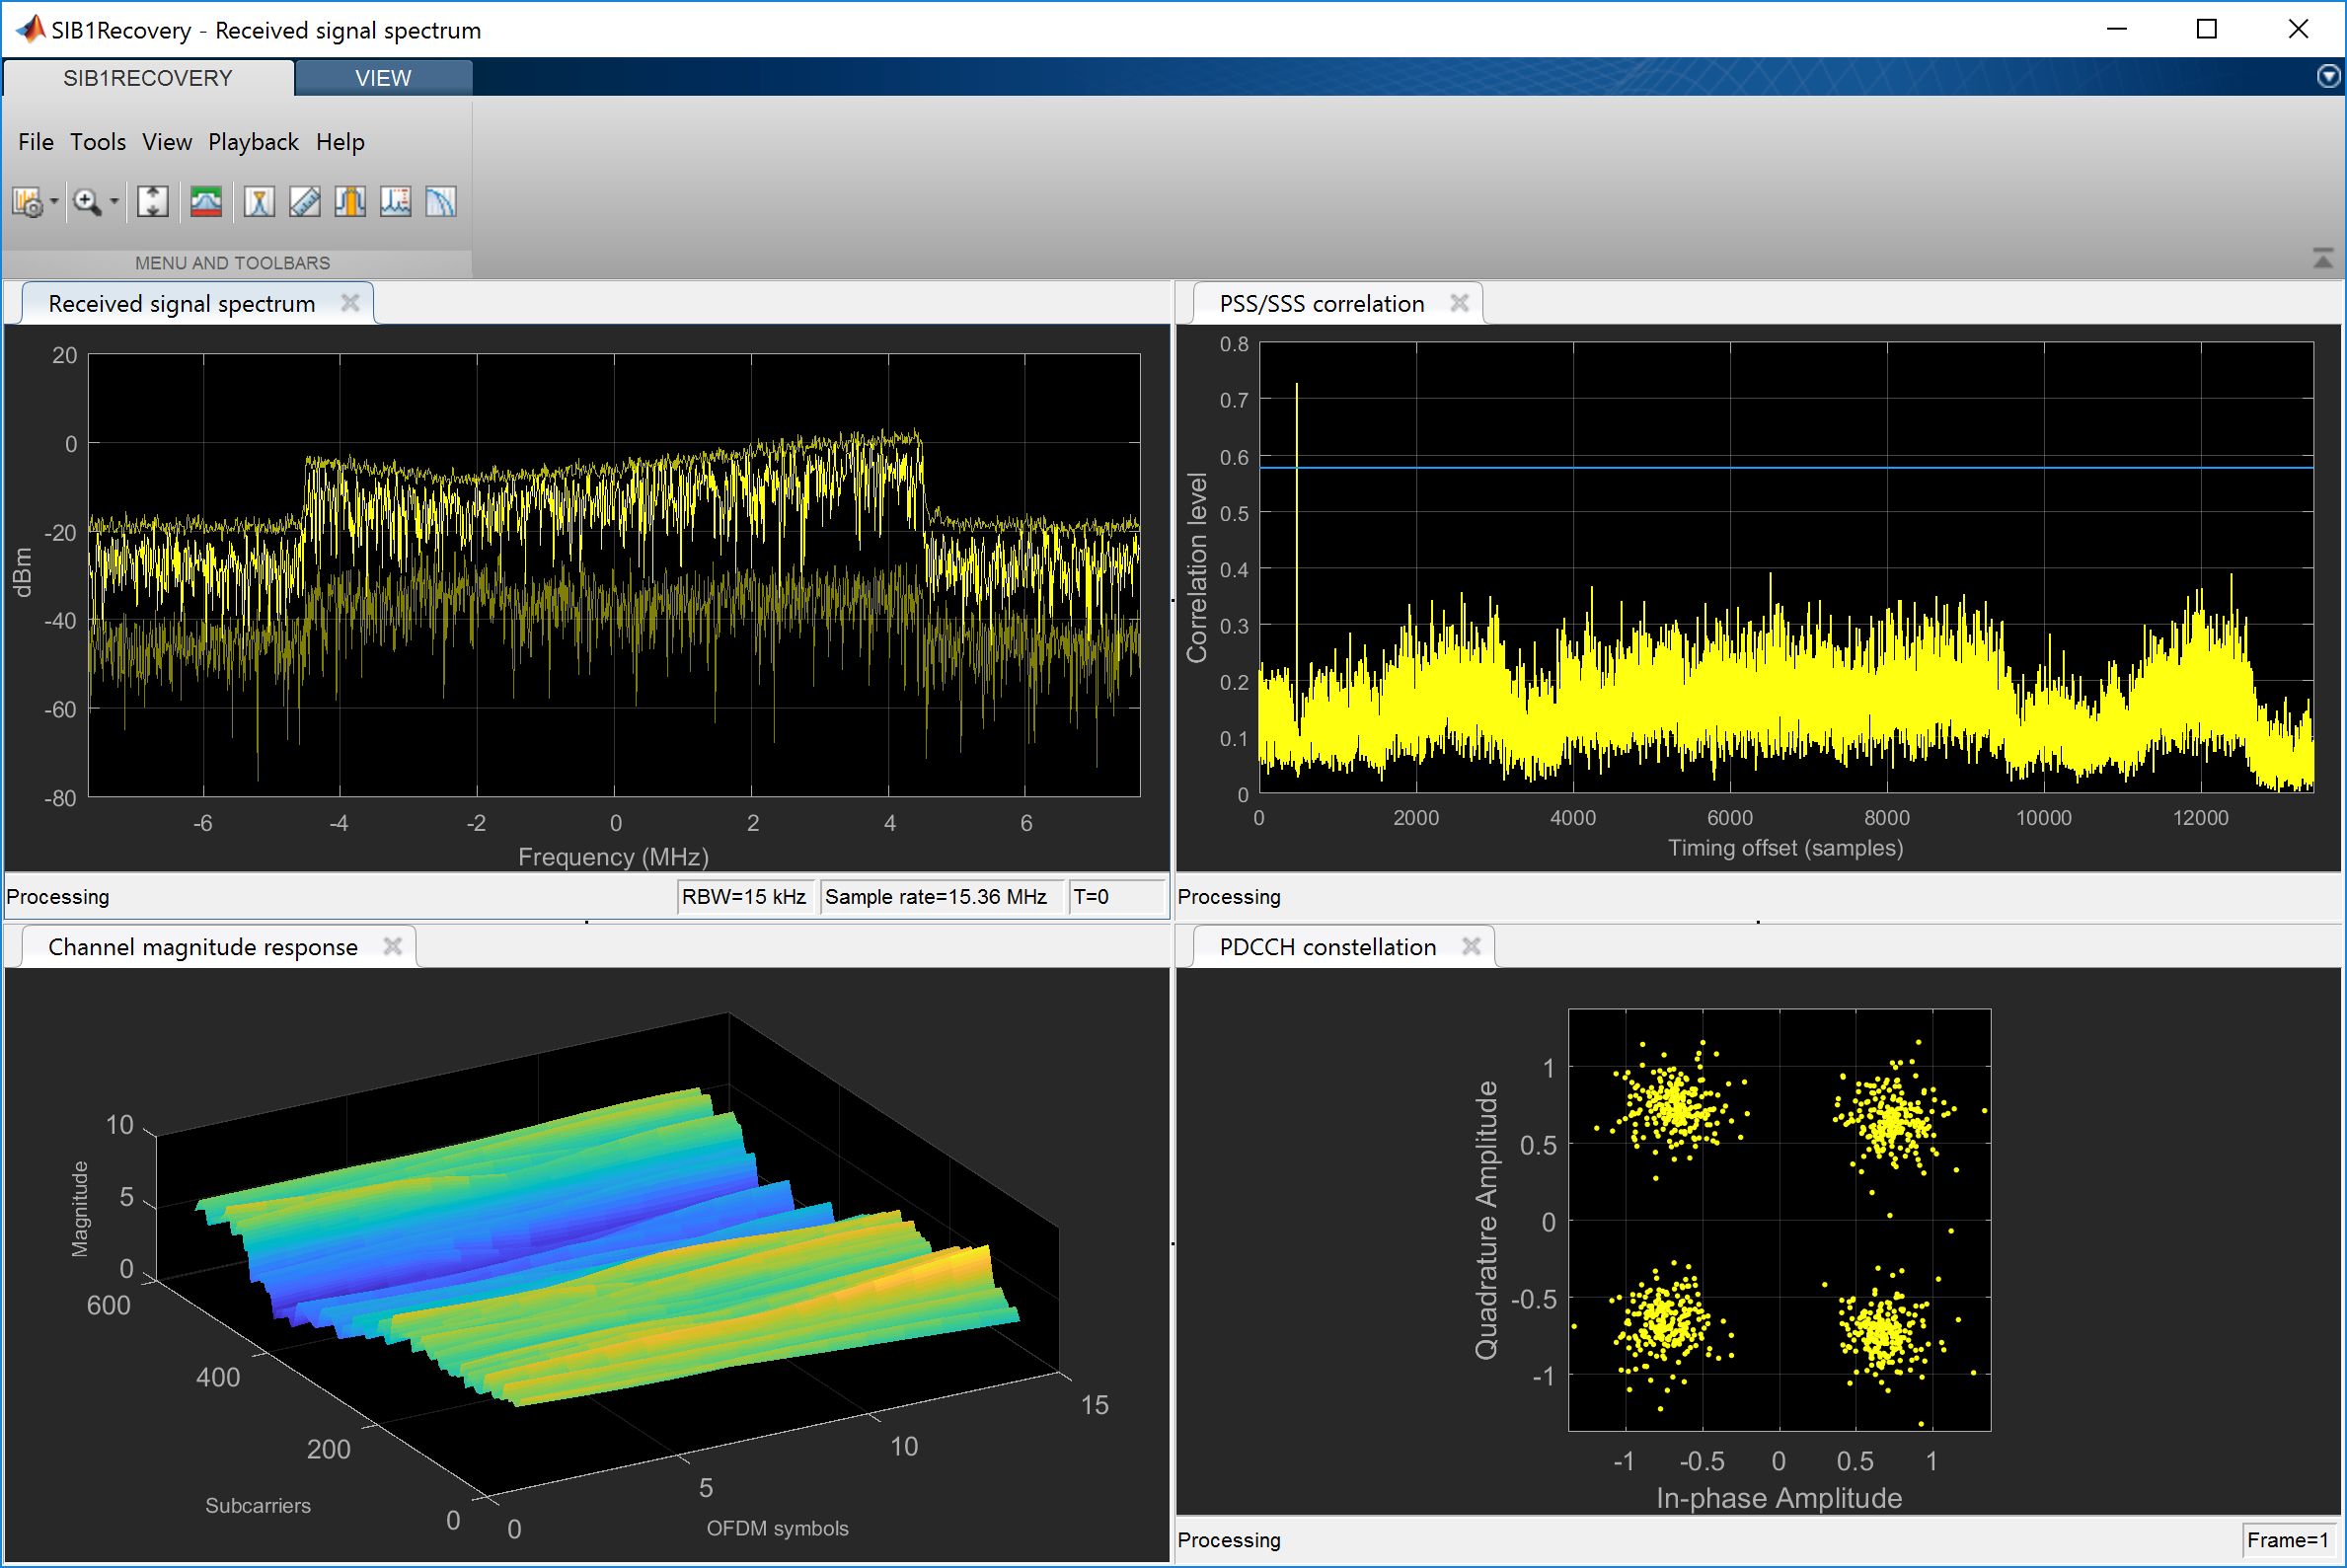 SIB1Recovery - Received signal spectrum
SIB1RECOVERY
VIEW
File Tools View Playback Help
MENU AND TOOLBARS
Received signal spectrum
20
0
-20
-40
-60
-80
dBm
-6 -4 -2 0 2 4 6
Frequency (MHz)
Processing
RBW=15 kHz
Sample rate=15.36 MHz
T=0
PSS/SSS correlation
0.8
0.7
0.6
0.5
0.4
0.3
0.2
0.1
0
Correlation level
0 2000 4000 6000 8000 10000 12000
Timing offset (samples)
Processing
Channel magnitude response
10
5
0
Magnitude
600
400
200
0
Subcarriers
0
5
10
15
OFDM symbols
PDCCH constellation
1
0.5
0
-0.5
-1
Quadrature Amplitude
-1 -0.5 0 0.5 1
In-phase Amplitude
Processing
Frame=1